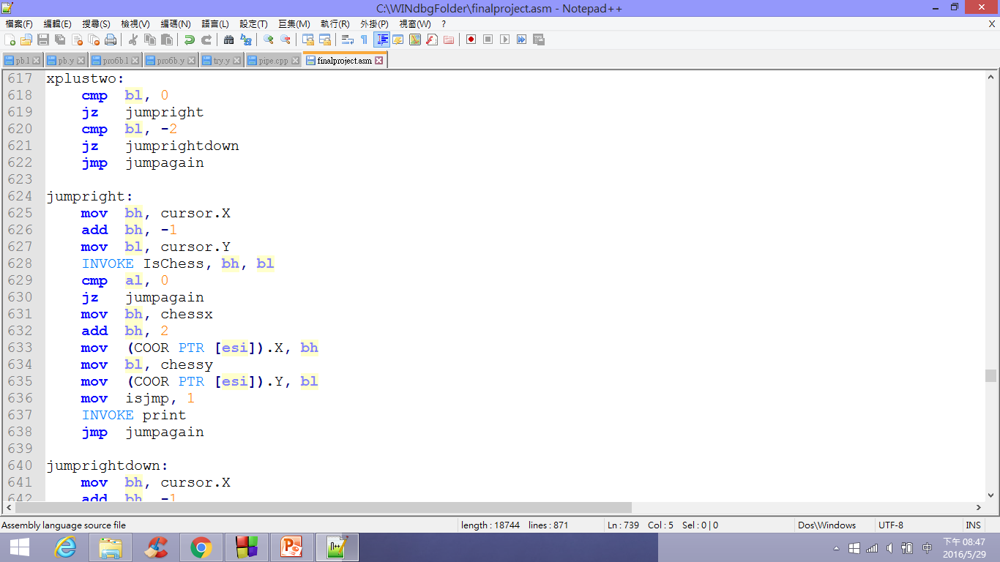 C:\WINdbgFolder\finalproject.asm - Notepad++
檔案(F) 編輯(E) 搜尋(S) 檢視(V) 編碼(N) 語言(L) 設定(T) 巨集(M) 執行(R) 外掛(P) 視窗(W) ? X
pb.l pb.y pro6b.l pro6b.y try.y pipe.cpp finalproject.asm
617 xplustwo:
618 cmp bl, 0
619 jz jumpright
620 cmp bl, -2
621 jz jumprightdown
622 jmp jumpagain
623
624 jumpright:
625 mov bh, cursor.X
626 add bh, -1
627 mov bl, cursor.Y
628 INVOKE IsChess, bh, bl
629 cmp al, 0
630 jz jumpagain
631 mov bh, chessx
632 add bh, 2
633 mov (COOR PTR [esi]).X, bh
634 mov bl, chessy
635 mov (COOR PTR [esi]).Y, bl
636 mov isjmp, 1
637 INVOKE print
638 jmp jumpagain
639
640 jumprightdown:
641 mov bh, cursor.X
642 add bh, -1
Assembly language source file length : 18744 lines : 871 Ln : 739 Col : 5 Sel : 0 | 0 Dos\Windows UTF-8 INS
中 下午 08:47
2016/5/29